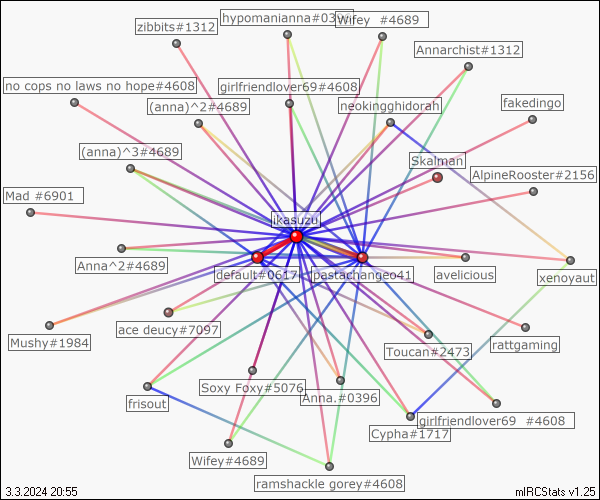 hypomanianna#0396
Wifey #4689
zibbits#1312
Annarchist#1312
no cops no laws no hope#4608
girlfriendlover69#4608
(anna)^2#4689
neokingghidorah
fakedingo
(anna)^3#4689
Skalman
AlpineRooster#2156
Mad #6901
ikasuzu
Anna^2#4689
default#0617
pastachangeo41
avelicious
xenoyaut
ace deucy#7097
rattgaming
Mushy#1984
Toucan#2473
Soxy Foxy#5076
Anna.#0396
frisout
girlfriendlover69 #4608
Cypha#1717
Wifey#4689
ramshackle gorey#4608
3.3.2024 20:55
mIRCStats v1.25